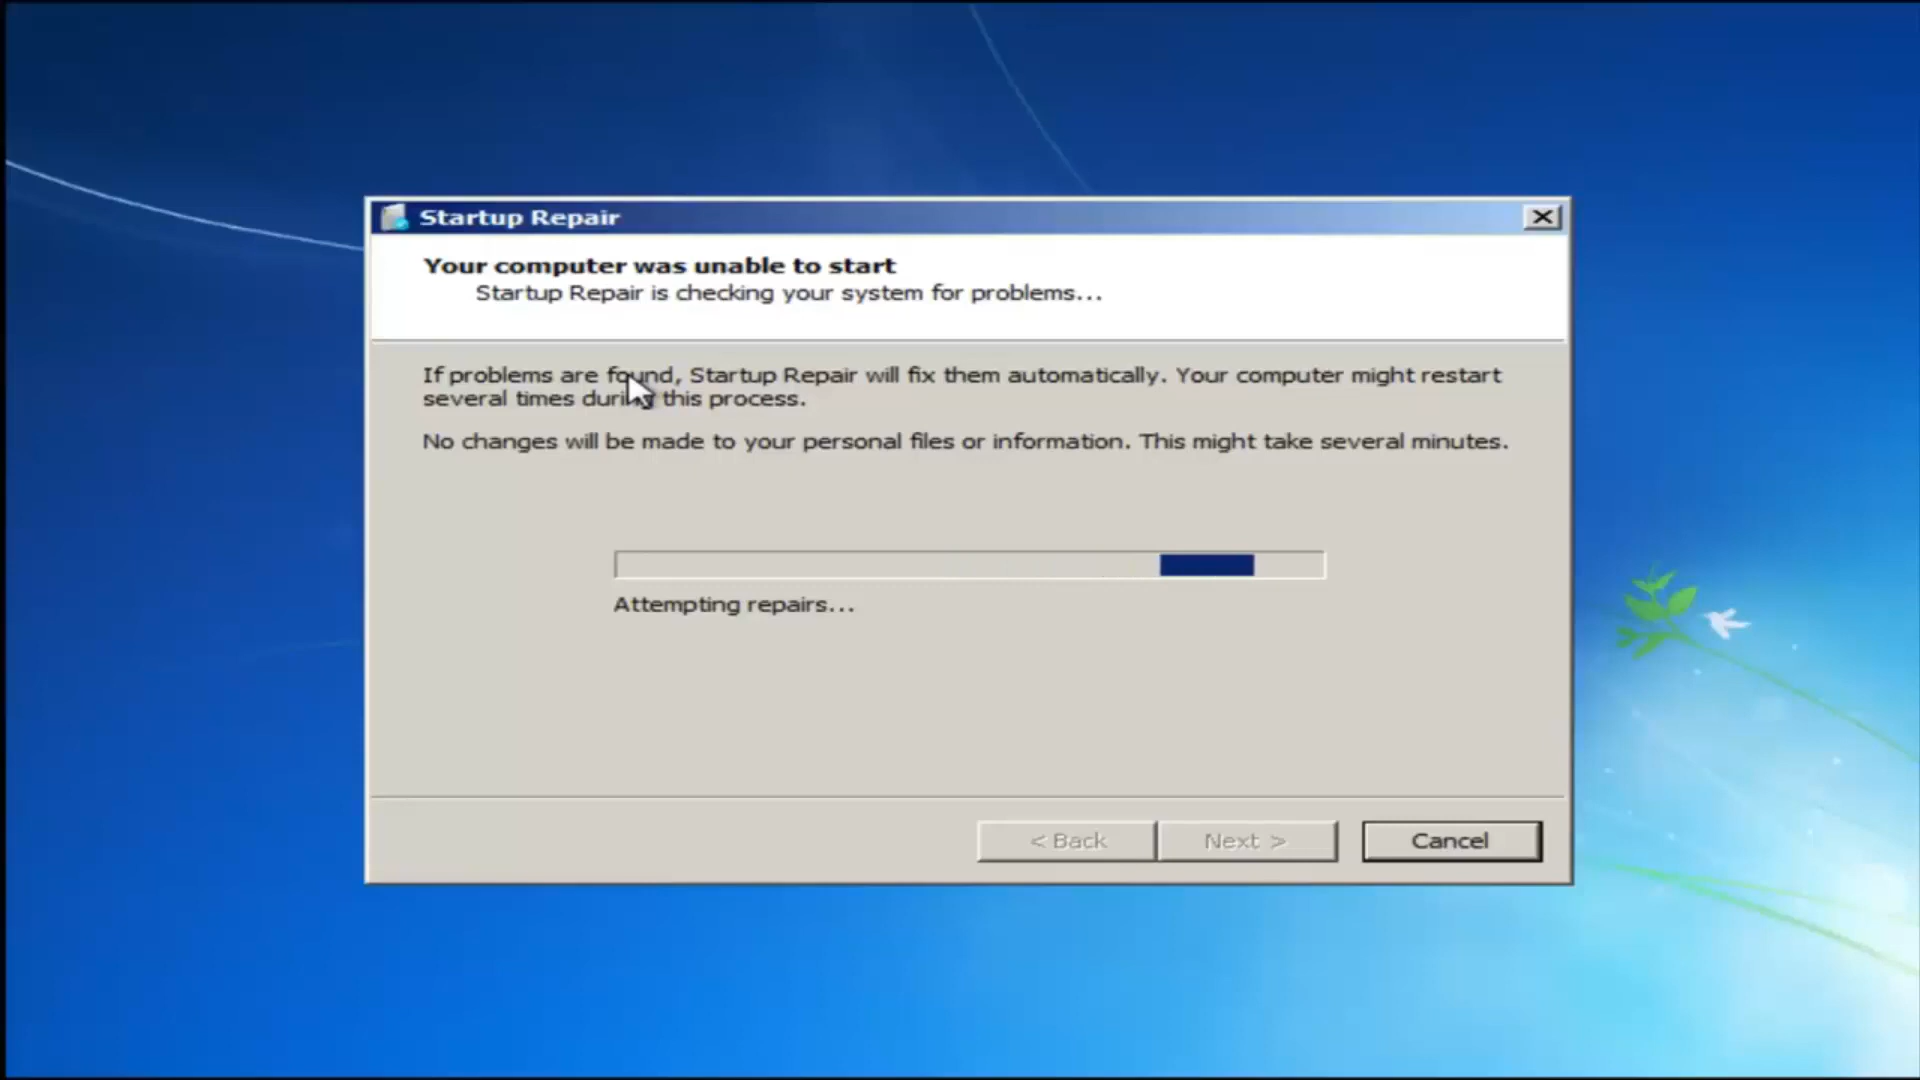 Startup Repair
Your computer was unable to start
Startup Repair is checking your system for problems...
If problems are found, Startup Repair will fix them automatically. Your computer might restart
several times during this process.
No changes will be made to your personal files or information. This might take several minutes.
Attempting repairs...
< Back
Next >
Cancel